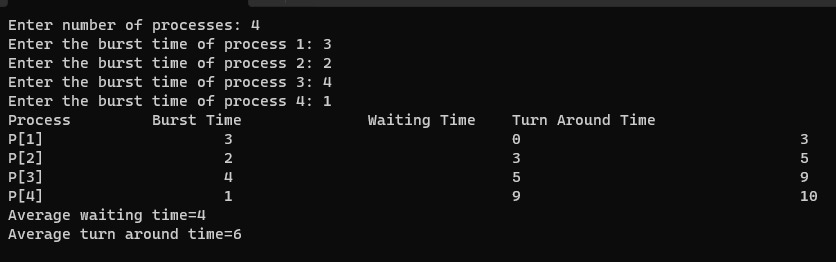 Enter number of processes: 4
Enter the burst time of process 1: 3
Enter the burst time of process 2: 2
Enter the burst time of process 3: 4
Enter the burst time of process 4: 1
Process Burst Time Waiting Time Turn Around Time
P[1] 3 0 3
P[2] 2 3 5
P[3] 4 5 9
P[4] 1 9 10
Average waiting time=4
Average turn around time=6